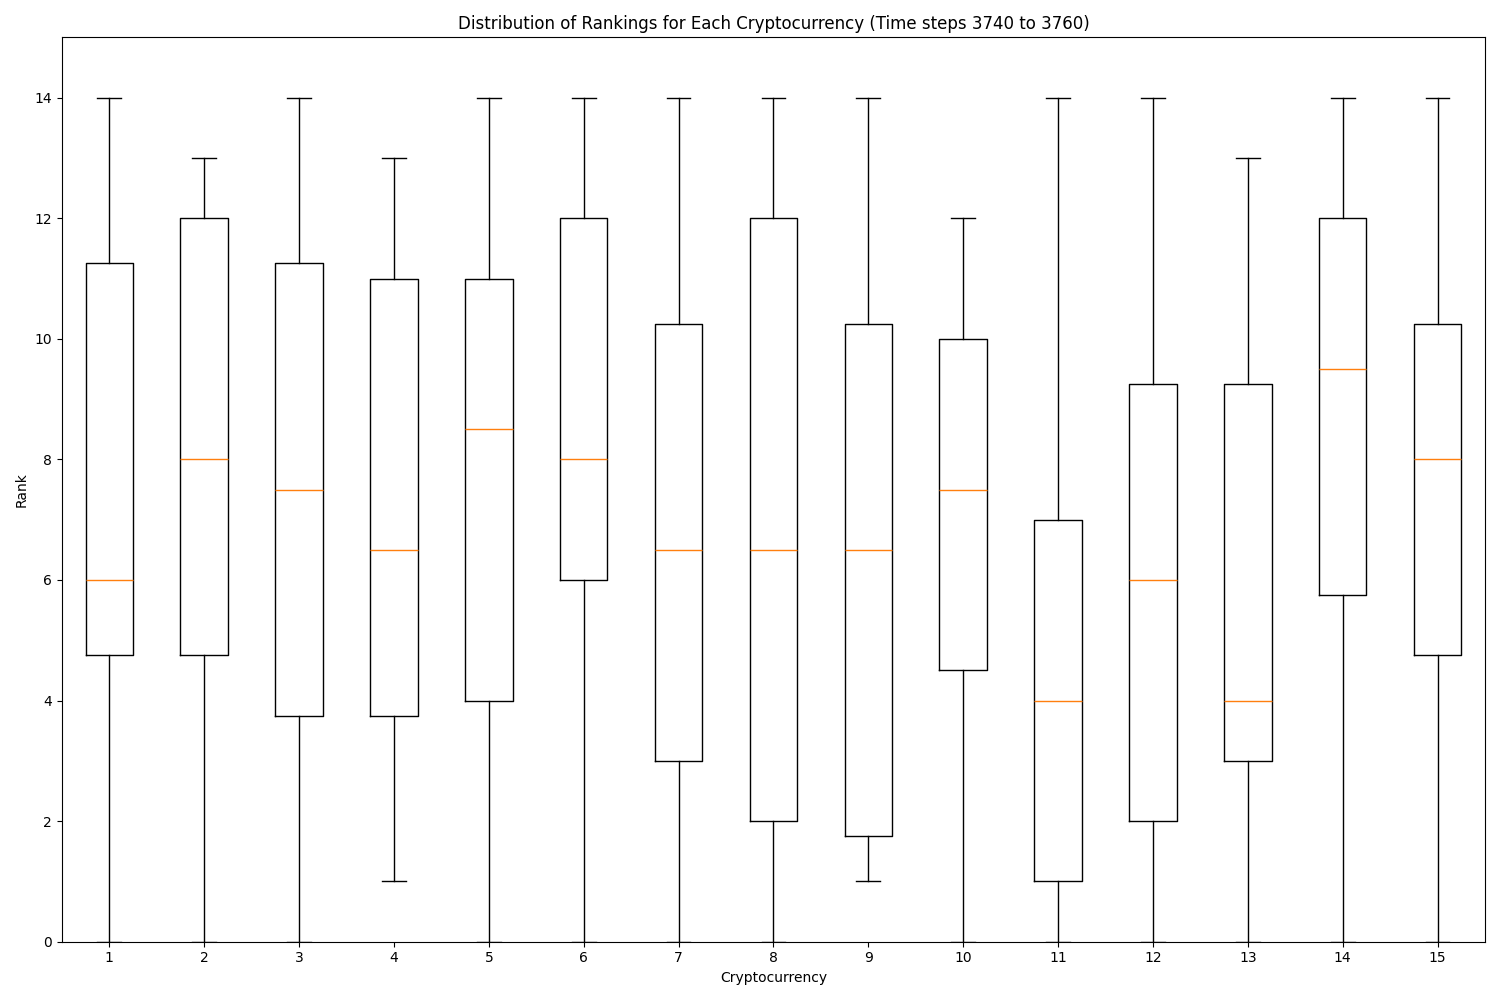 Distribution of Rankings for Each Cryptocurrency (Time steps 3740 to 3760)
14
12
10
8
6
4
2
0
Rank
1 2 3 4 5 6 7 8 9 10 11 12 13 14 15
Cryptocurrency